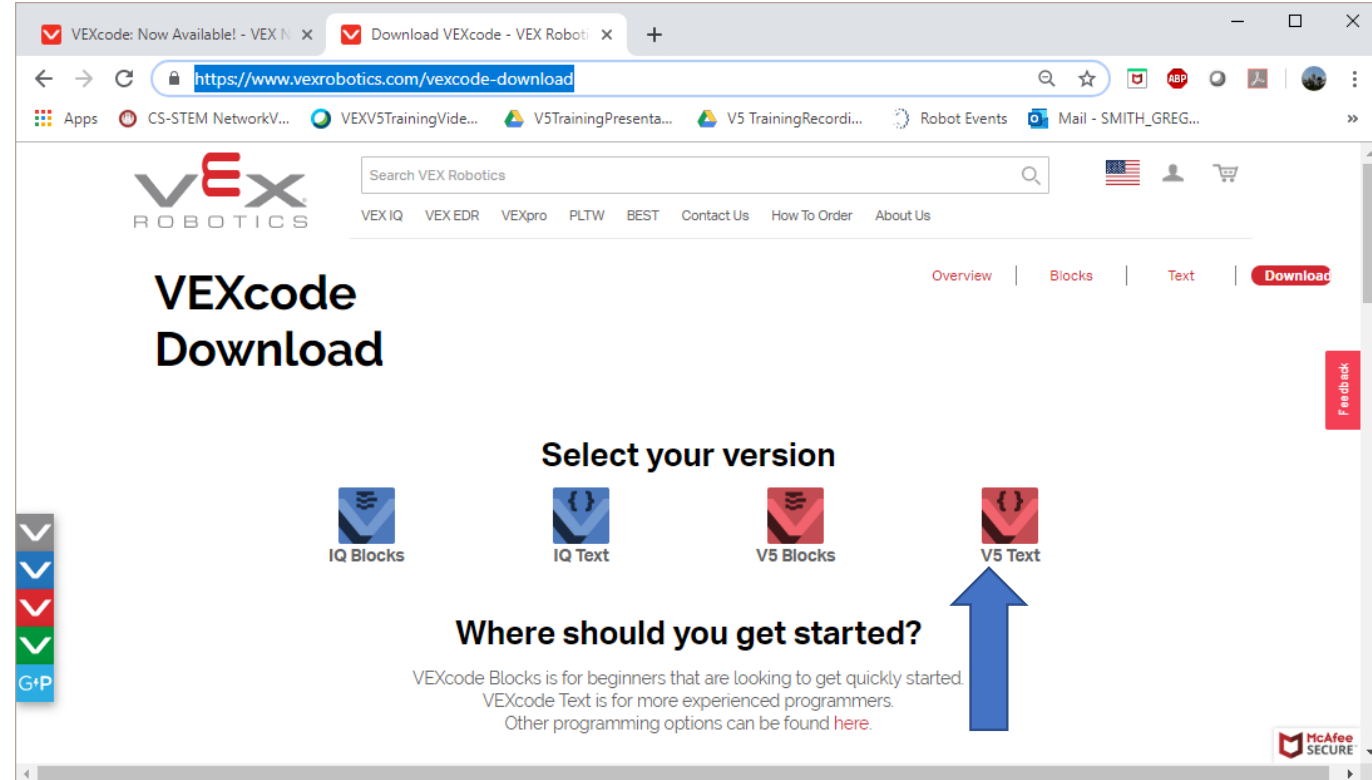 VEXcode: Now Available! - VEX N
Download VEXcode - VEX Roboti
https://www.vexrobotics.com/vexcode-download
ABP
Apps
CS-STEM NetworkV...
VEXV5TrainingVide...
V5TrainingPresenta...
V5 TrainingRecordi...
Robot Events
Mail - SMITH_GREG...
»
VEX
ROBOTICS
Search VEX Robotics
VEX IQ VEX EDR VEXpro PLTW BEST Contact Us How To Order About Us
Overview | Blocks | Text | Download
VEXcode
Download
Feedback
Select your version
IQ Blocks
IQ Text
V5 Blocks
V5 Text
Where should you get started?
VEXcode Blocks is for beginners that are looking to get quickly started.
VEXcode Text is for more experienced programmers.
Other programming options can be found here.
G+P
McAfee
SECURE